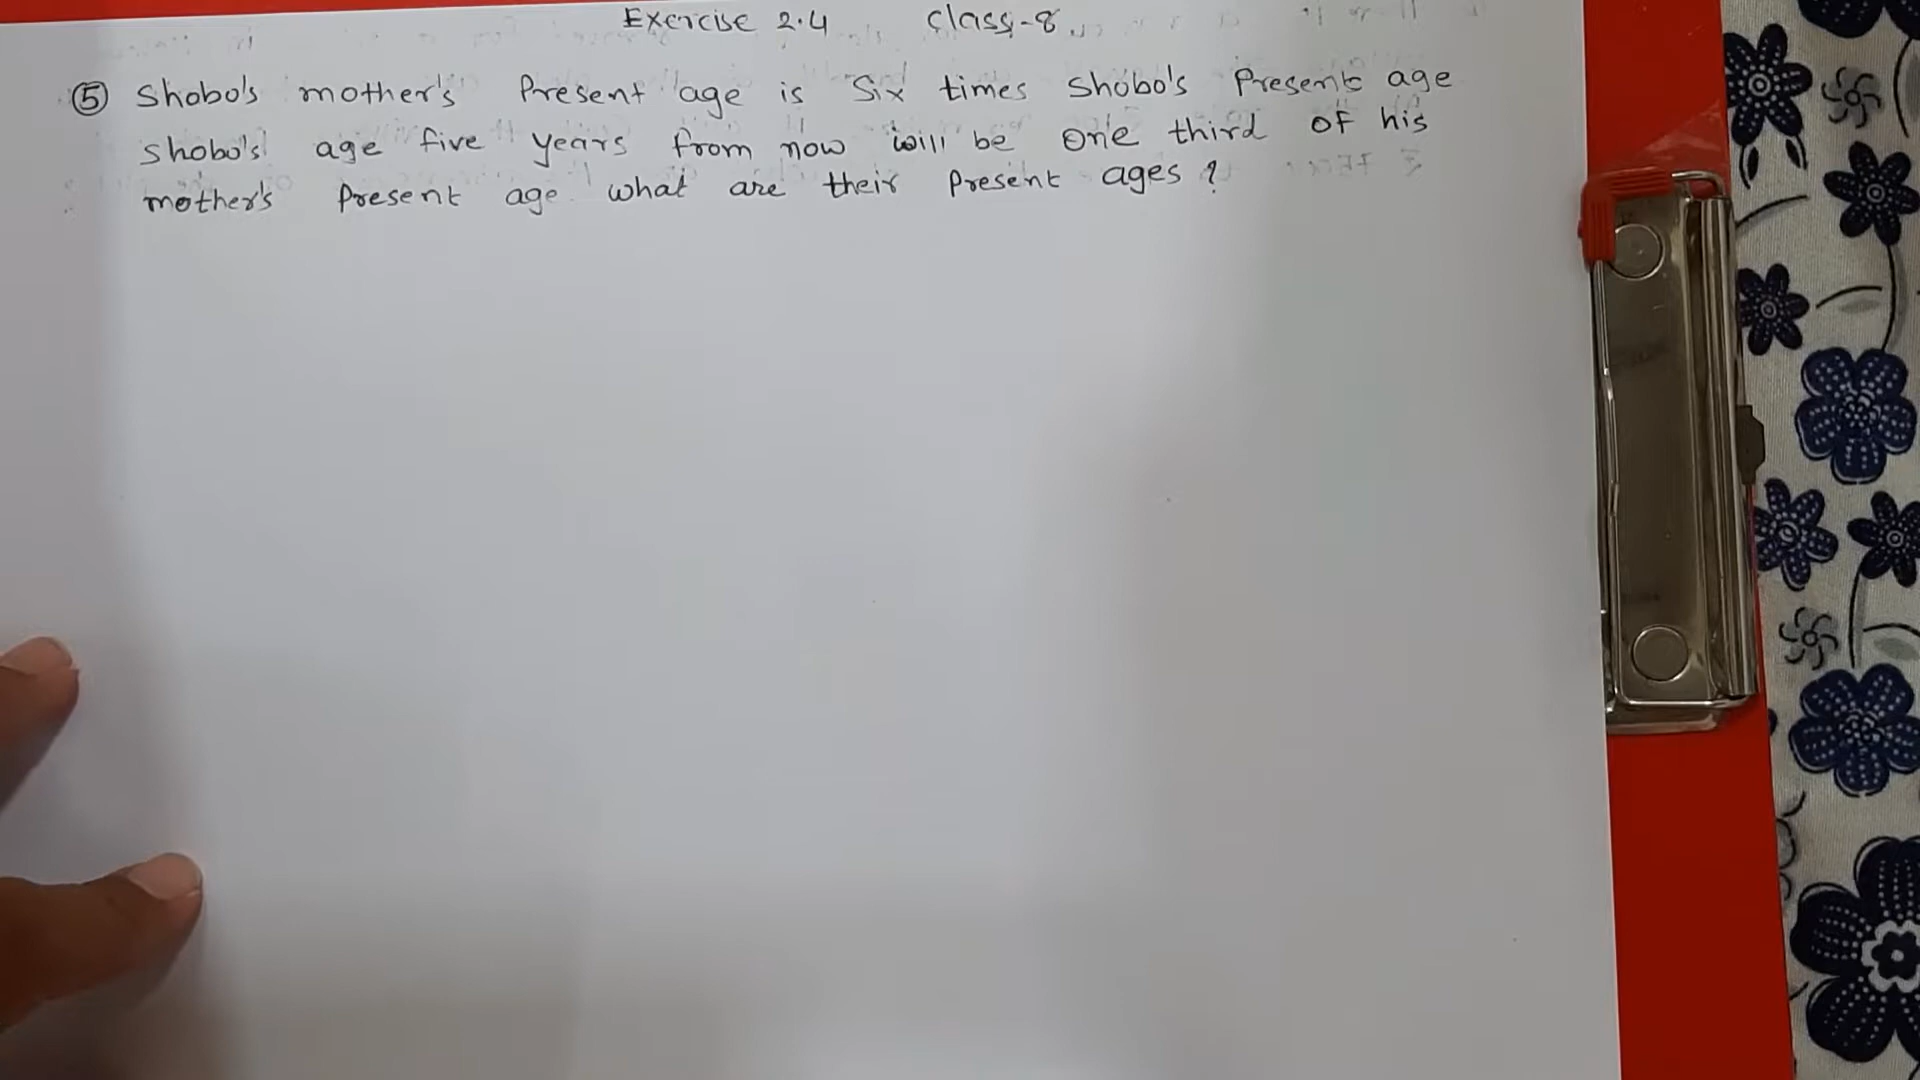 Exercise 2.4 class-8
⑤ Shobo's mother's Present age is Six times Shobo's Present age
shobo's age five years from now will be one third of his
mother's Present age what are their Present ages ?